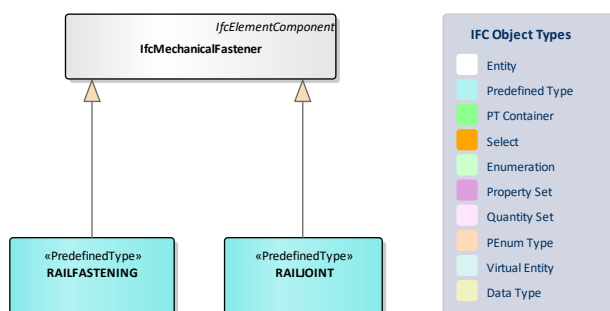 IfcElementComponent
IfcMechanicalFastener
«PredefinedType»
RAILFASTENING
«PredefinedType»
RAILJOINT
IFC Object Types
Entity
Predefined Type
PT Container
Select
Enumeration
Property Set
Quantity Set
PEnum Type
Virtual Entity
Data Type